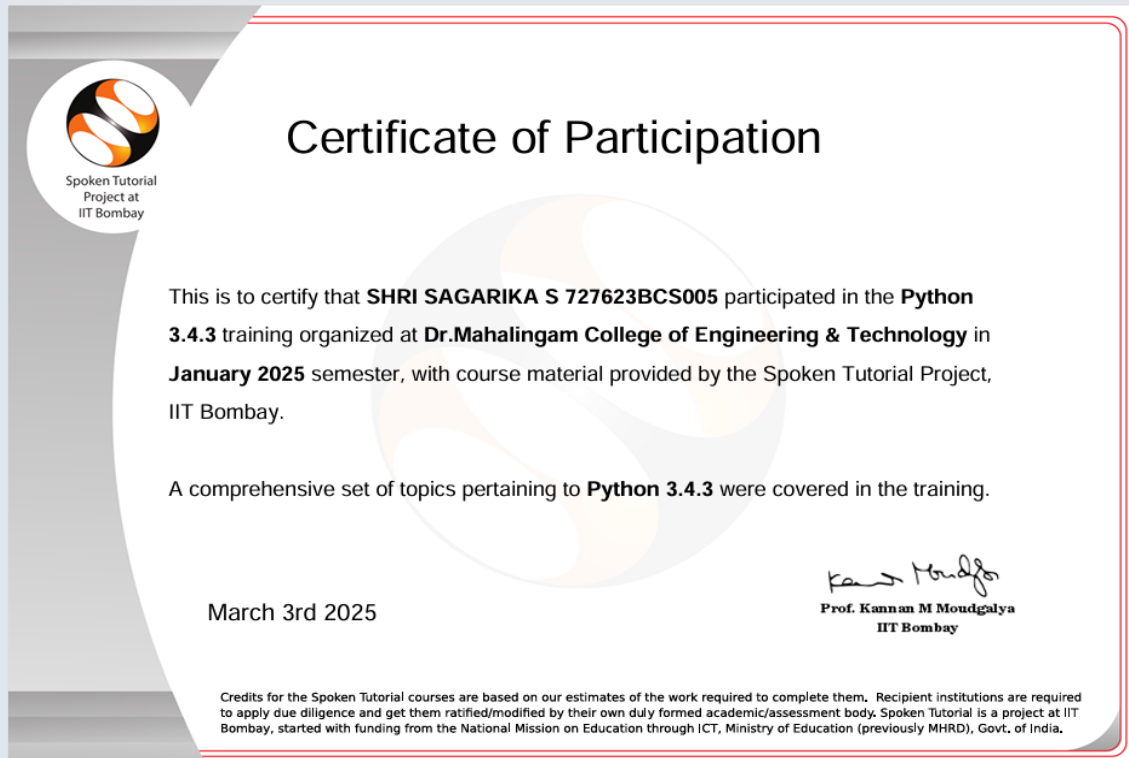 Spoken Tutorial
Project at
IIT Bombay
Certificate of Participation
This is to certify that SHRI SAGARIKA S 727623BCS005 participated in the Python
3.4.3 training organized at Dr.Mahalingam College of Engineering & Technology in
January 2025 semester, with course material provided by the Spoken Tutorial Project,
IIT Bombay.
A comprehensive set of topics pertaining to Python 3.4.3 were covered in the training.
March 3rd 2025
Prof. Kannan M Moudgalya
IIT Bombay
Credits for the Spoken Tutorial courses are based on our estimates of the work required to complete them. Recipient institutions are required
to apply due diligence and get them ratified/modified by their own duly formed academic/assessment body. Spoken Tutorial is a project at IIT
Bombay, started with funding from the National Mission on Education through ICT, Ministry of Education (previously MHRD), Govt. of India.